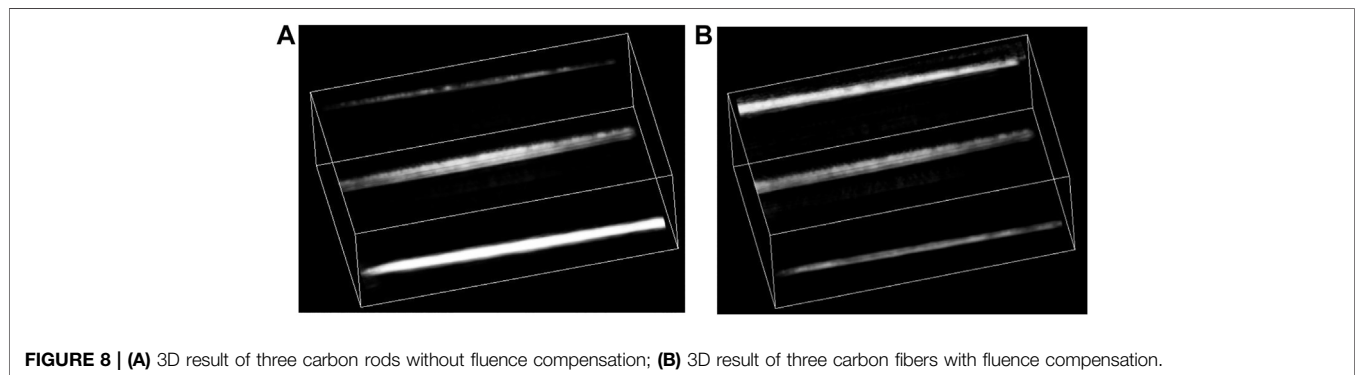 A
B
FIGURE 8 | (A) 3D result of three carbon rods without fluence compensation; (B) 3D result of three carbon fibers with fluence compensation.